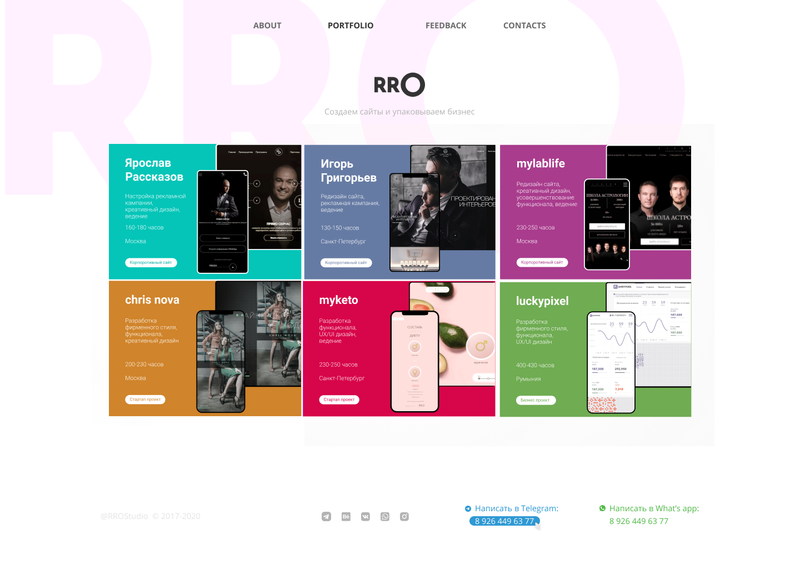 ABOUT
PORTFOLIO
FEEDBACK
CONTACTS
RRO
RRO
Создаем сайты и упаковываем бизнес
Ярослав
Рассказов
Настройка рекламной
кампании,
креативный дизайн,
ведение
160-180 часов
Москва
Корпоративный сайт
Игорь
Григорьев
Редизайн сайта,
рекламная кампания,
ведение
130-150 часов
Санкт-Петербург
Корпоративный сайт
mylablife
Редизайн сайта,
креативный дизайн,
усовершенствование
функционала, ведение
230-250 часов
Москва
Корпоративный сайт
ШКОЛА АСТРОЛОГИИ
chris nova
Разработка
фирменного стиля,
функционала,
креативный дизайн
200-230 часов
Москва
Стартап проект
myketo
Разработка
функционала,
UX/UI дизайн,
ведение
230-250 часов
Санкт-Петербург
Стартап проект
luckypixel
Разработка
фирменного стиля,
функционала,
UX/UI дизайн
400-430 часов
Румыния
Бизнес проект
@RROStudio © 2017-2020
Написать в Telegram:
8 926 449 63 77
Написать в What's app:
8 926 449 63 77